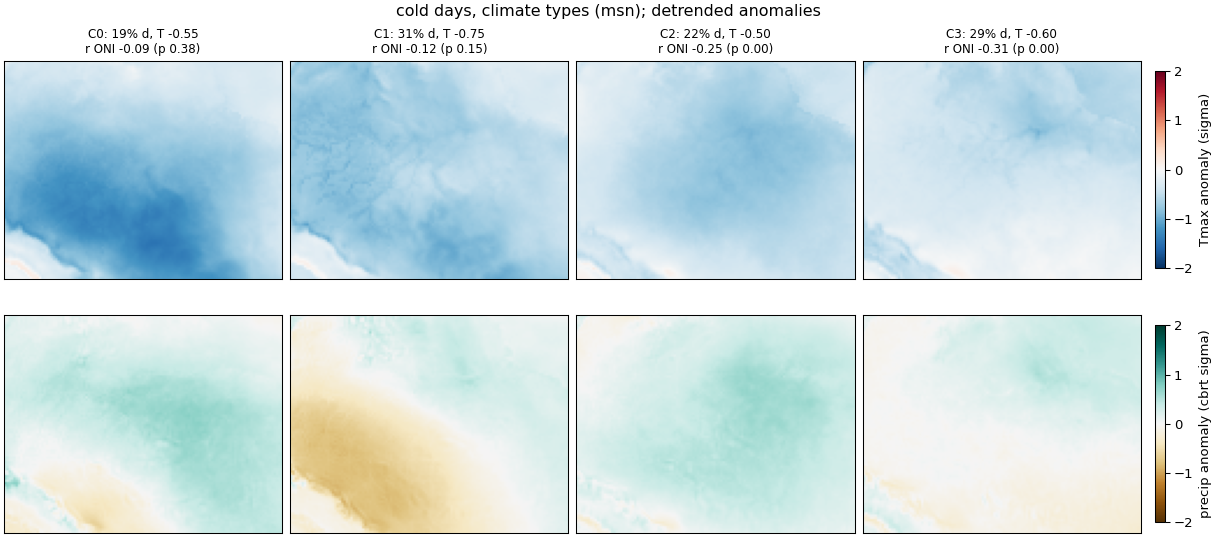 cold days, climate types (msn); detrended anomalies
C0: 19% d, T -0.55
r ONI -0.09 (p 0.38)
C1: 31% d, T -0.75
r ONI -0.12 (p 0.15)
C2: 22% d, T -0.50
r ONI -0.25 (p 0.00)
C3: 29% d, T -0.60
r ONI -0.31 (p 0.00)
2
1
0
−1
−2
Tmax anomaly (sigma)
2
1
0
−1
−2
precip anomaly (cbrt sigma)